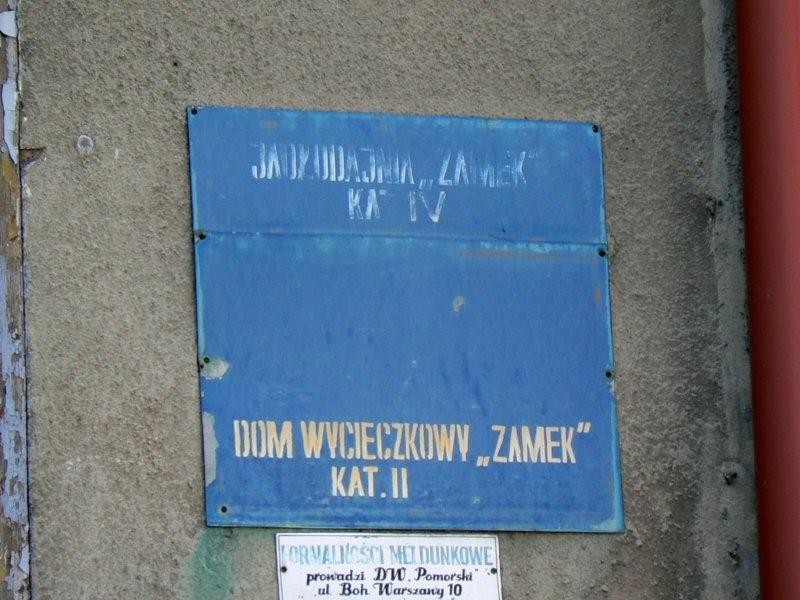 JADŁODAJNIA „ZAMEK"
KAT IV
DOM WYCIECZKOWY „ZAMEK"
KAT. II
FORMALNOŚCI MELDUNKOWE
prowadzi DW. „Pomorski"
ul. Boh. Warszawy 10